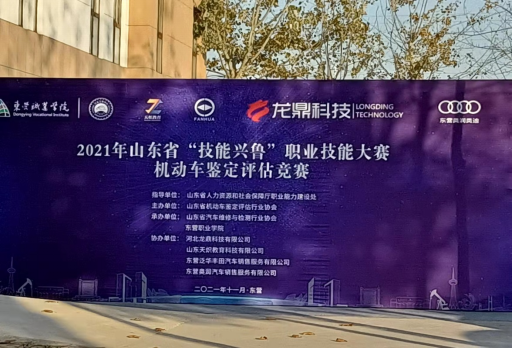 东营职业学院
Dongying Vocational Institute
天织教育
FANHUA
龙鼎科技
LONGDING
TECHNOLOGY
东营奥润奥迪
2021年山东省“技能兴鲁”职业技能大赛
机动车鉴定评估竞赛
指导单位： 山东省人力资源和社会保障厅职业能力建设处
主办单位： 山东省机动车鉴定评估行业协会
承办单位： 山东省汽车维修与检测行业协会
东营职业学院
协办单位： 河北龙鼎科技有限公司
山东天织教育科技有限公司
东营泛华丰田汽车销售服务有限公司
东营奥润汽车销售服务有限公司
二〇二一年十一月·东营